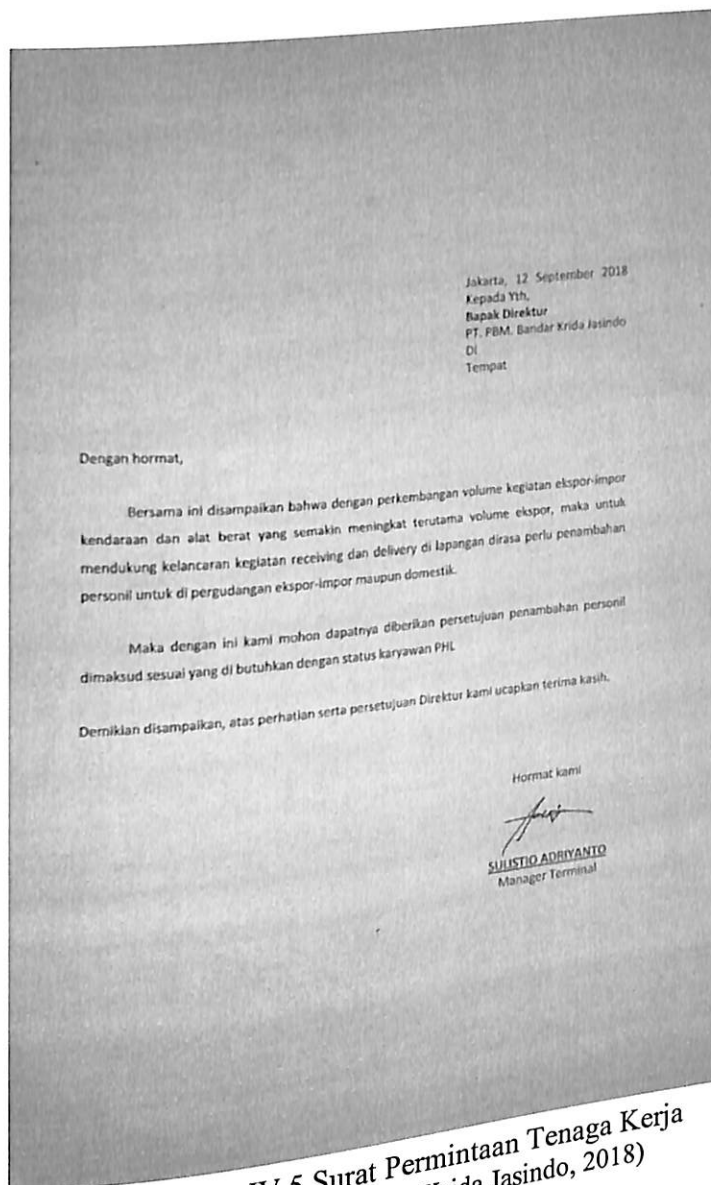 Jakarta, 12 September 2018
Kepada Yth,
Bapak Direktur
PT. PBM. Bandar Krida Jasindo
Di
Tempat
Dengan hormat,
Bersama ini disampaikan bahwa dengan perkembangan volume kegiatan ekspor-impor
kendaraan dan alat berat yang semakin meningkat terutama volume ekspor, maka untuk
mendukung kelancaran kegiatan receiving dan delivery di lapangan dirasa perlu penambahan
personil untuk di pergudangan ekspor-impor maupun domestik.
Maka dengan ini kami mohon dapatnya diberikan persetujuan penambahan personil
dimaksud sesuai yang di butuhkan dengan status karyawan PHL
Demikian disampaikan, atas perhatian serta persetujuan Direktur kami ucapkan terima kasih.
Hormat kami
SULISTIO ADRIYANTO
Manager Terminal
IV.5 Surat Permintaan Tenaga Kerja
Krida Jasindo, 2018)